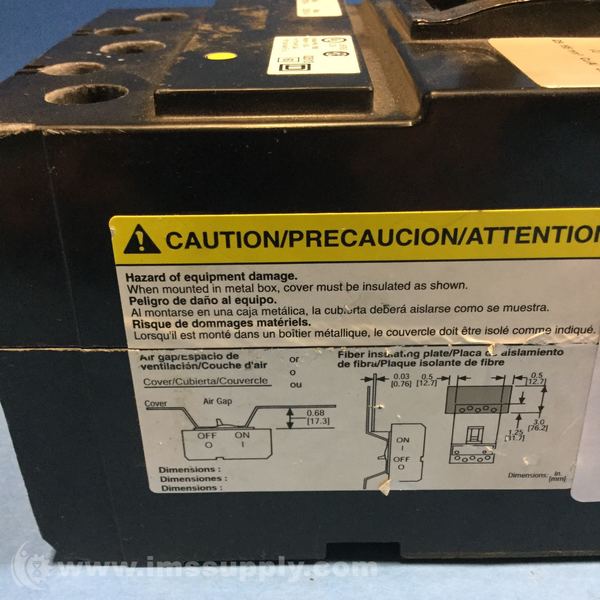 CAUTION/PRECAUCION/ATTENTION
Hazard of equipment damage.
When mounted in metal box, cover must be insulated as shown.
Peligro de daño al equipo.
Al montarse en una caja metálica, la cubierta deberá aislarse como se muestra.
Risque de dommages matériels.
Lorsqu'il est monté dans un boîtier métallique, le couvercle doit être isolé comme indiqué.
Air gap/Espacio de ventilación/Couche d'air
or
o
ou
Cover/Cubierta/Couvercle
Cover
Air Gap
0.68
[17.3]
OFF ON
O I
Dimensions :
Dimensiones :
Dimensions :
Fiber insulating plate/Placa de aislamiento
de fibra/Plaque isolante de fibre
0.03
[0.76]
0.5
[12.7]
ON
I
OFF
O
0.5
[12.7]
3.0
[76.2]
1.25
[31.7]
Dimensions: in.
[mm]
www.imssupply.com